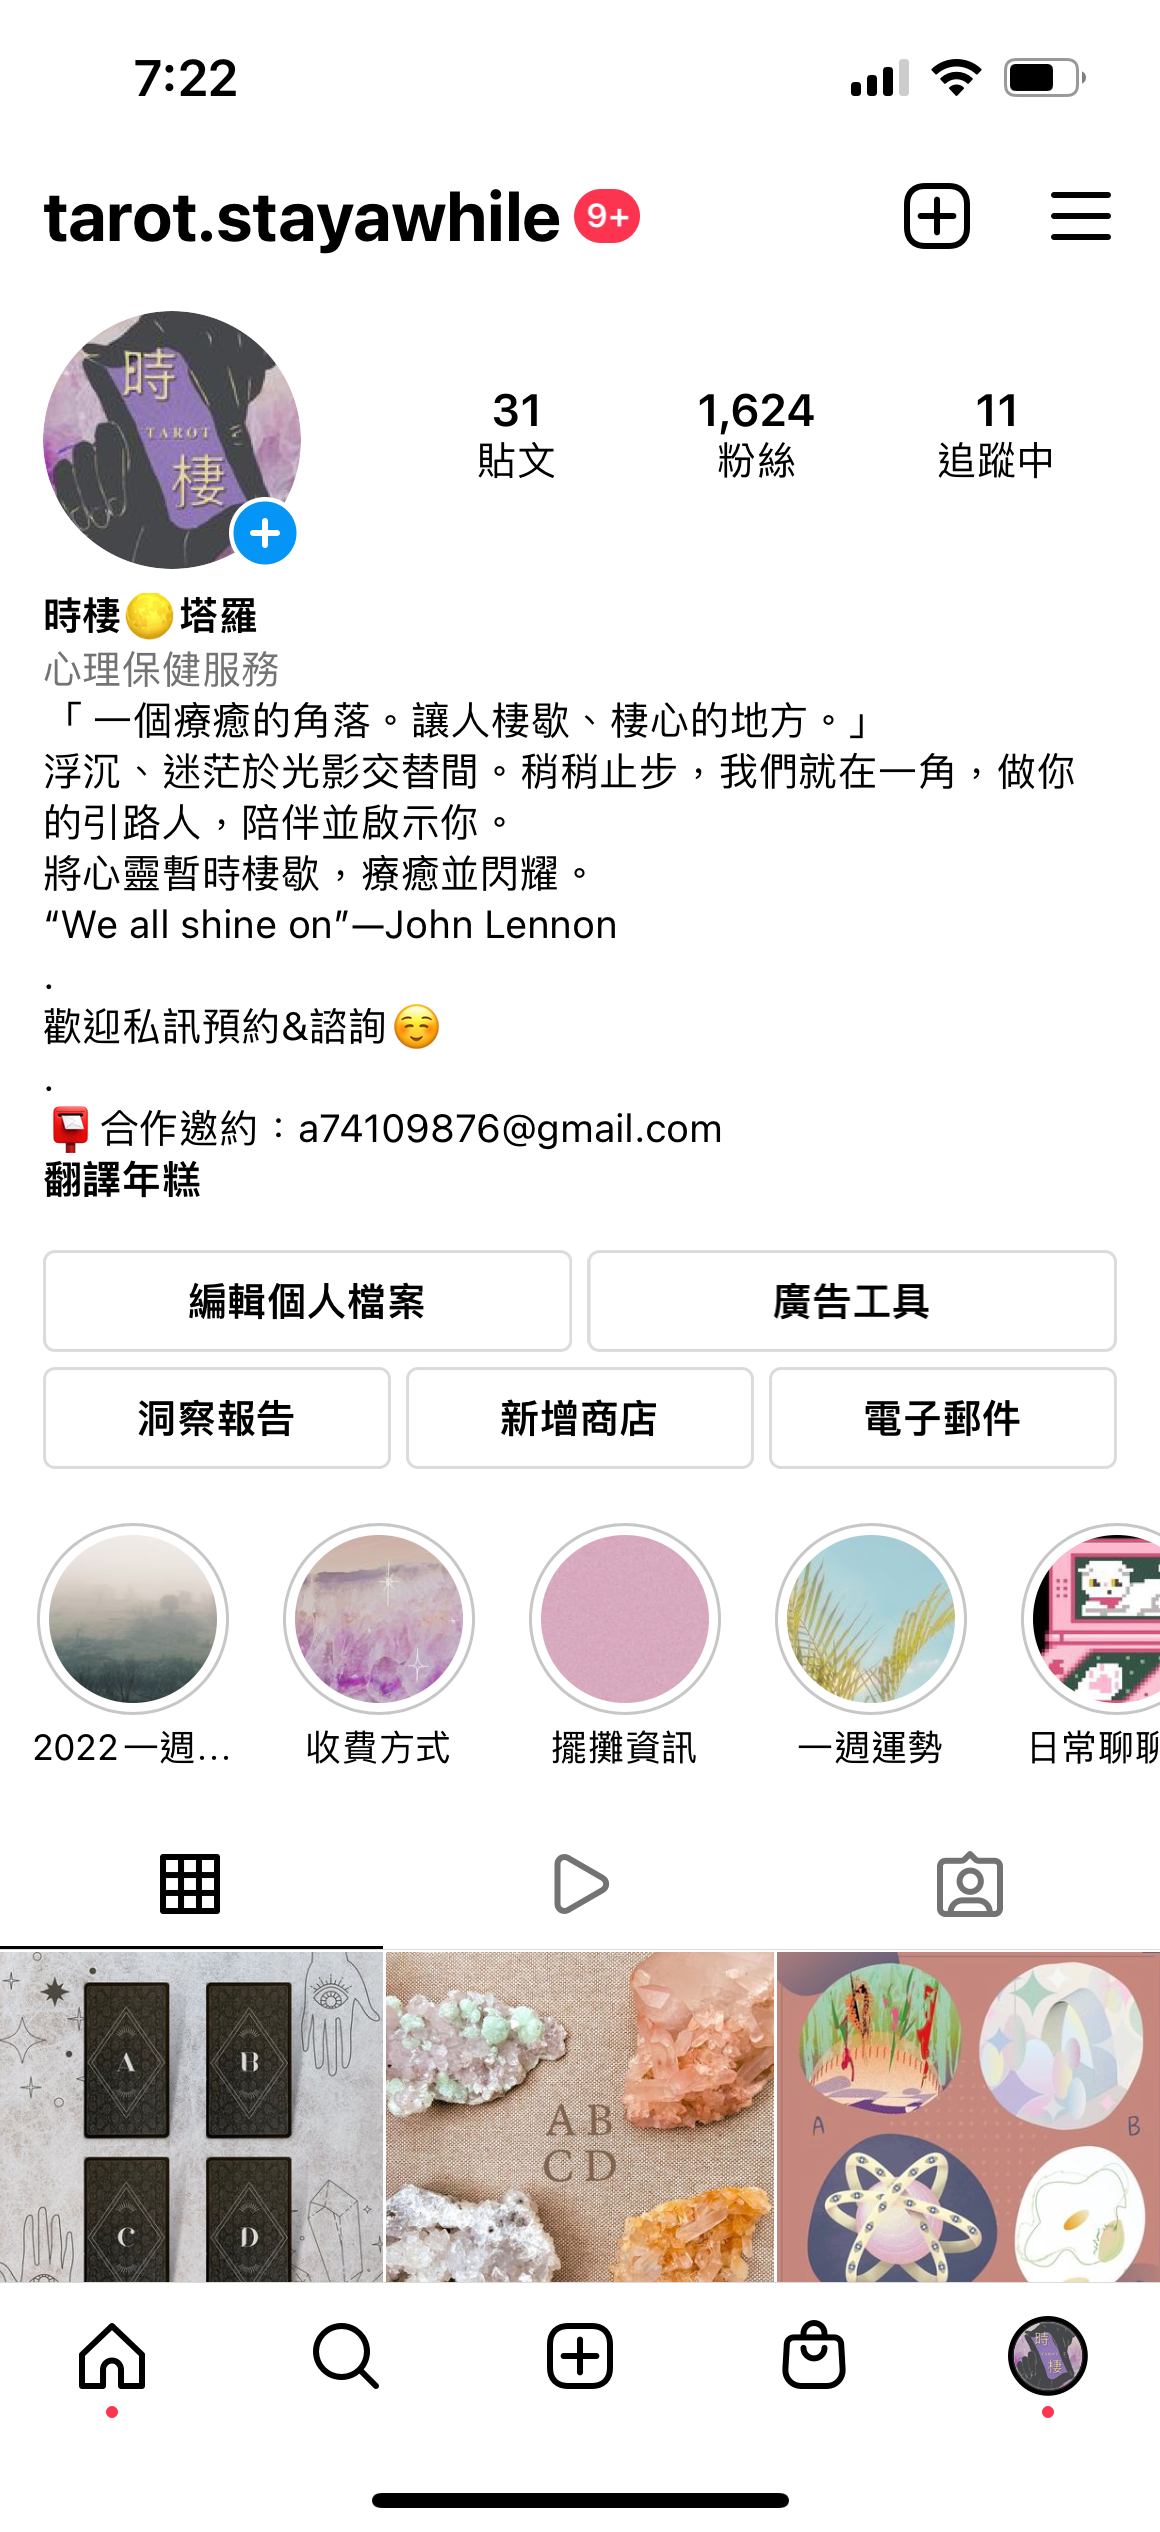 7:22
tarot.stayawhile 9+
時
TAROT
棲
31
貼文
1,624
粉絲
11
追蹤中
時棲🌕塔羅
心理保健服務
「 一個療癒的角落。讓人棲歇、棲心的地方。」
浮沉、迷茫於光影交替間。稍稍止步，我們就在一角，做你
的引路人，陪伴並啟示你。
將心靈暫時棲歇，療癒並閃耀。
“We all shine on”—John Lennon
.
歡迎私訊預約&諮詢☺️
.
📮合作邀約：a74109876@gmail.com
翻譯年糕
編輯個人檔案
廣告工具
洞察報告
新增商店
電子郵件
2022一週...
收費方式
擺攤資訊
一週運勢
日常聊聊
A
B
C
D
A B
C D
A
B
時
棲